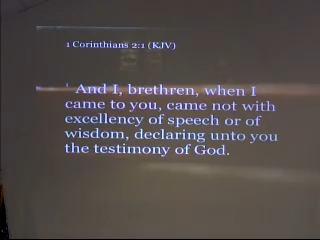 1 Corinthians 2:1 (KJV)
1 And I, brethren, when I
came to you, came not with
excellency of speech or of
wisdom, declaring unto you
the testimony of God.